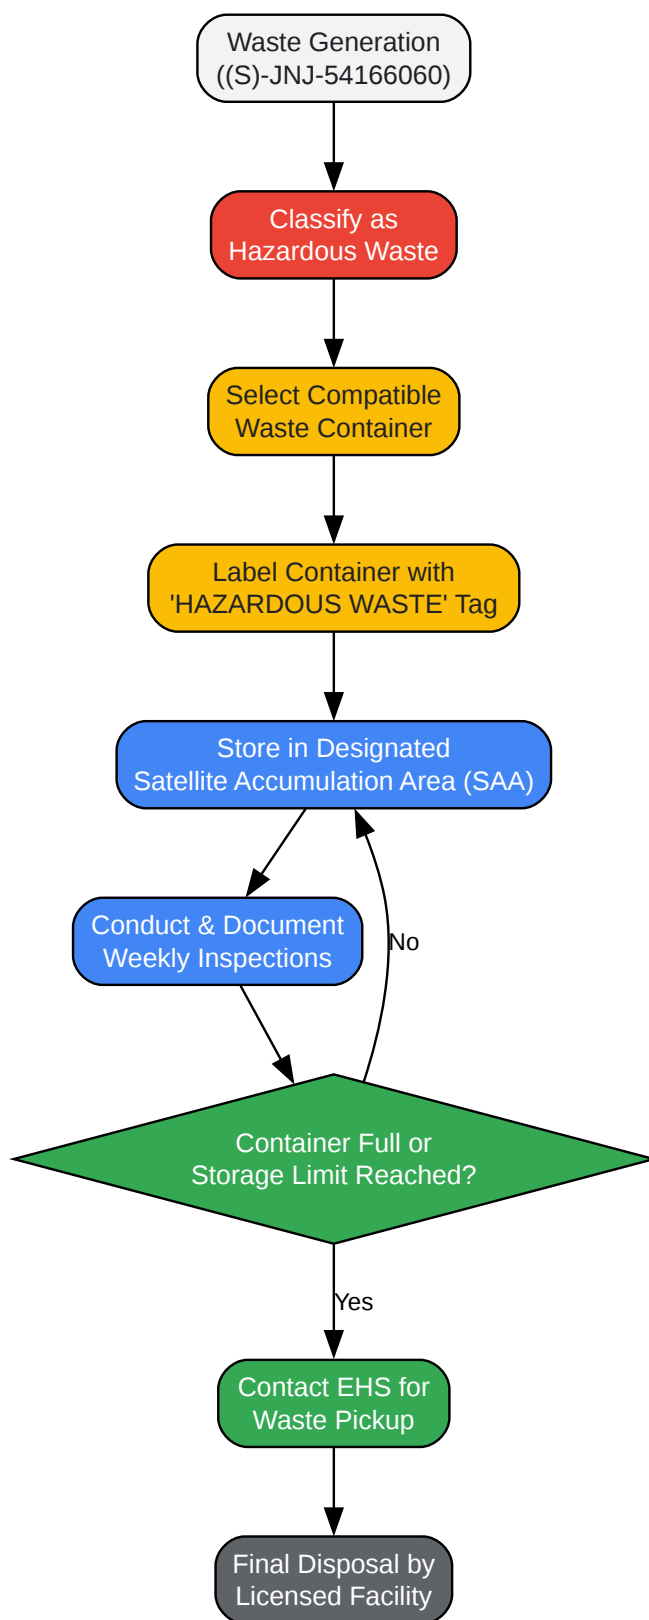 Waste Generation
((S)-JNJ-54166060)
Classify as
Hazardous Waste
Select Compatible
Waste Container
Label Container with
'HAZARDOUS WASTE' Tag
Store in Designated
Satellite Accumulation Area (SAA)
Conduct & Document
Weekly Inspections
No
Container Full or
Storage Limit Reached?
Yes
Contact EHS for
Waste Pickup
Final Disposal by
Licensed Facility